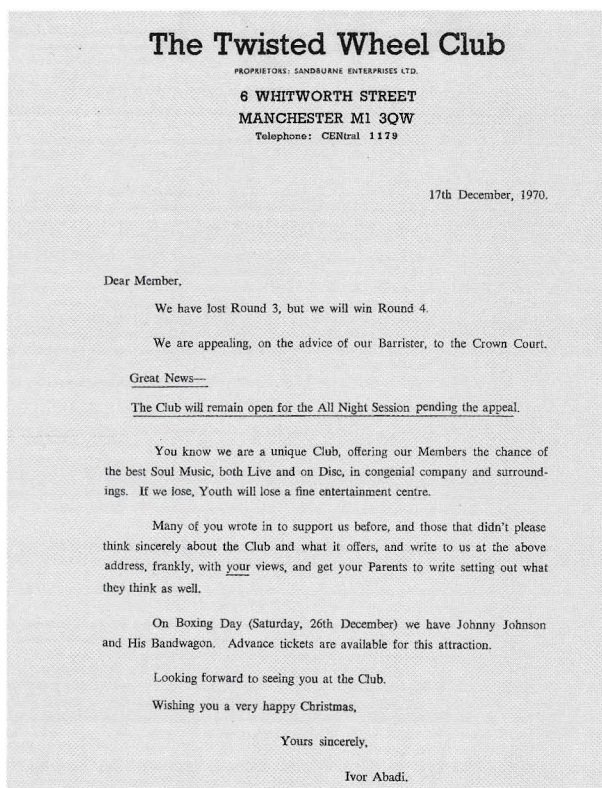 The Twisted Wheel Club
PROPRIETORS: SANDBURNE ENTERPRISES LTD.
6 WHITWORTH STREET
MANCHESTER M1 3QW
Telephone: CENtral 1179
17th December, 1970.
Dear Member,
We have lost Round 3, but we will win Round 4.
We are appealing, on the advice of our Barrister, to the Crown Court.
Great News—
The Club will remain open for the All Night Session pending the appeal.
You know we are a unique Club, offering our Members the chance of
the best Soul Music, both Live and on Disc, in congenial company and surround-
ings. If we lose, Youth will lose a fine entertainment centre.
Many of you wrote in to support us before, and those that didn't please
think sincerely about the Club and what it offers, and write to us at the above
address, frankly, with your views, and get your Parents to write setting out what
they think as well.
On Boxing Day (Saturday, 26th December) we have Johnny Johnson
and His Bandwagon. Advance tickets are available for this attraction.
Looking forward to seeing you at the Club.
Wishing you a very happy Christmas,
Yours sincerely,
Ivor Abadi.